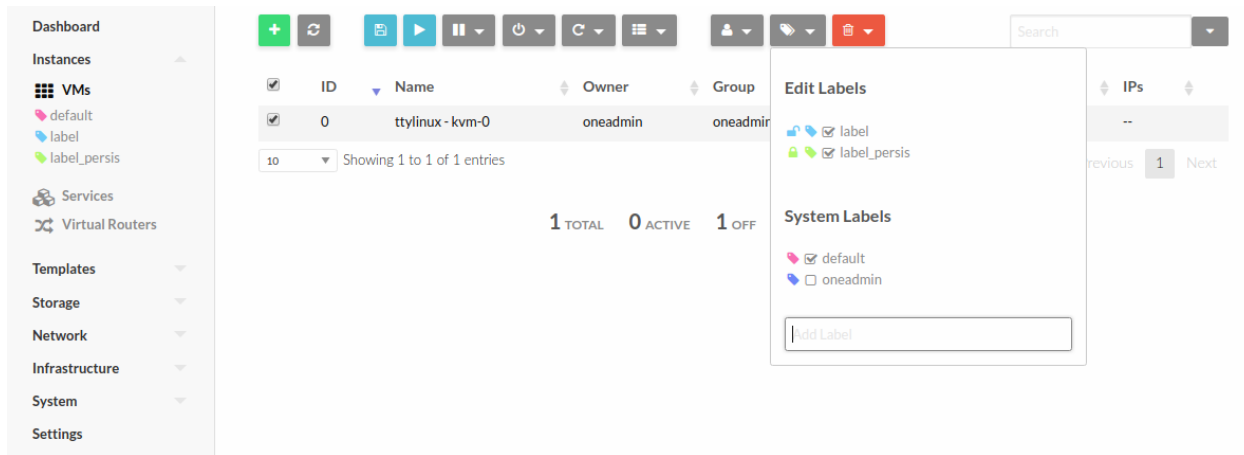 Dashboard
Instances
VMs
default
label
label_persis
Services
Virtual Routers
Templates
Storage
Network
Infrastructure
System
Settings
Search
ID Name Owner Group IPs
0 ttylinux - kvm-0 oneadmin oneadmin --
10 Showing 1 to 1 of 1 entries
Previous 1 Next
1 TOTAL 0 ACTIVE 1 OFF
Edit Labels
label
label_persis
System Labels
default
oneadmin
Add Label